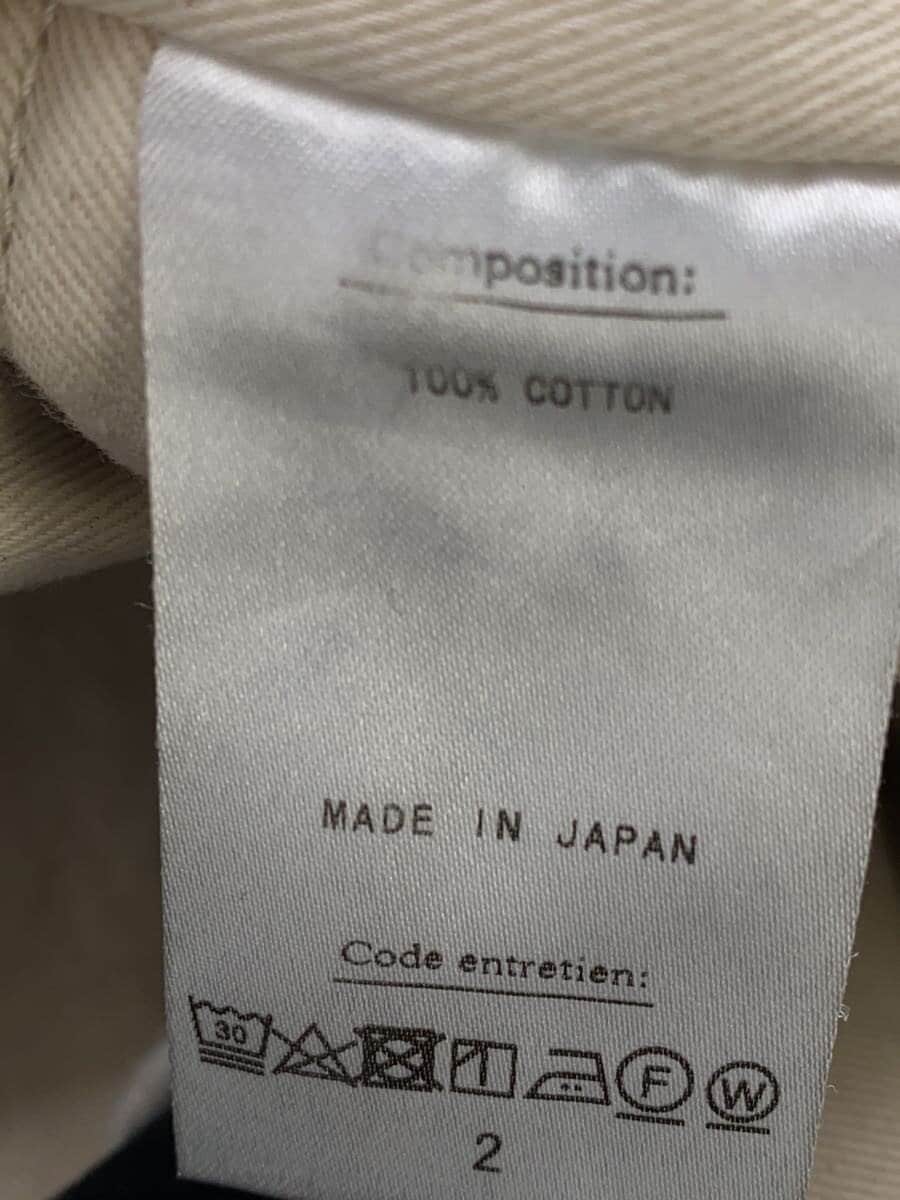 Composition:
100% COTTON
MADE IN JAPAN
Code entretien:
30 F W
2